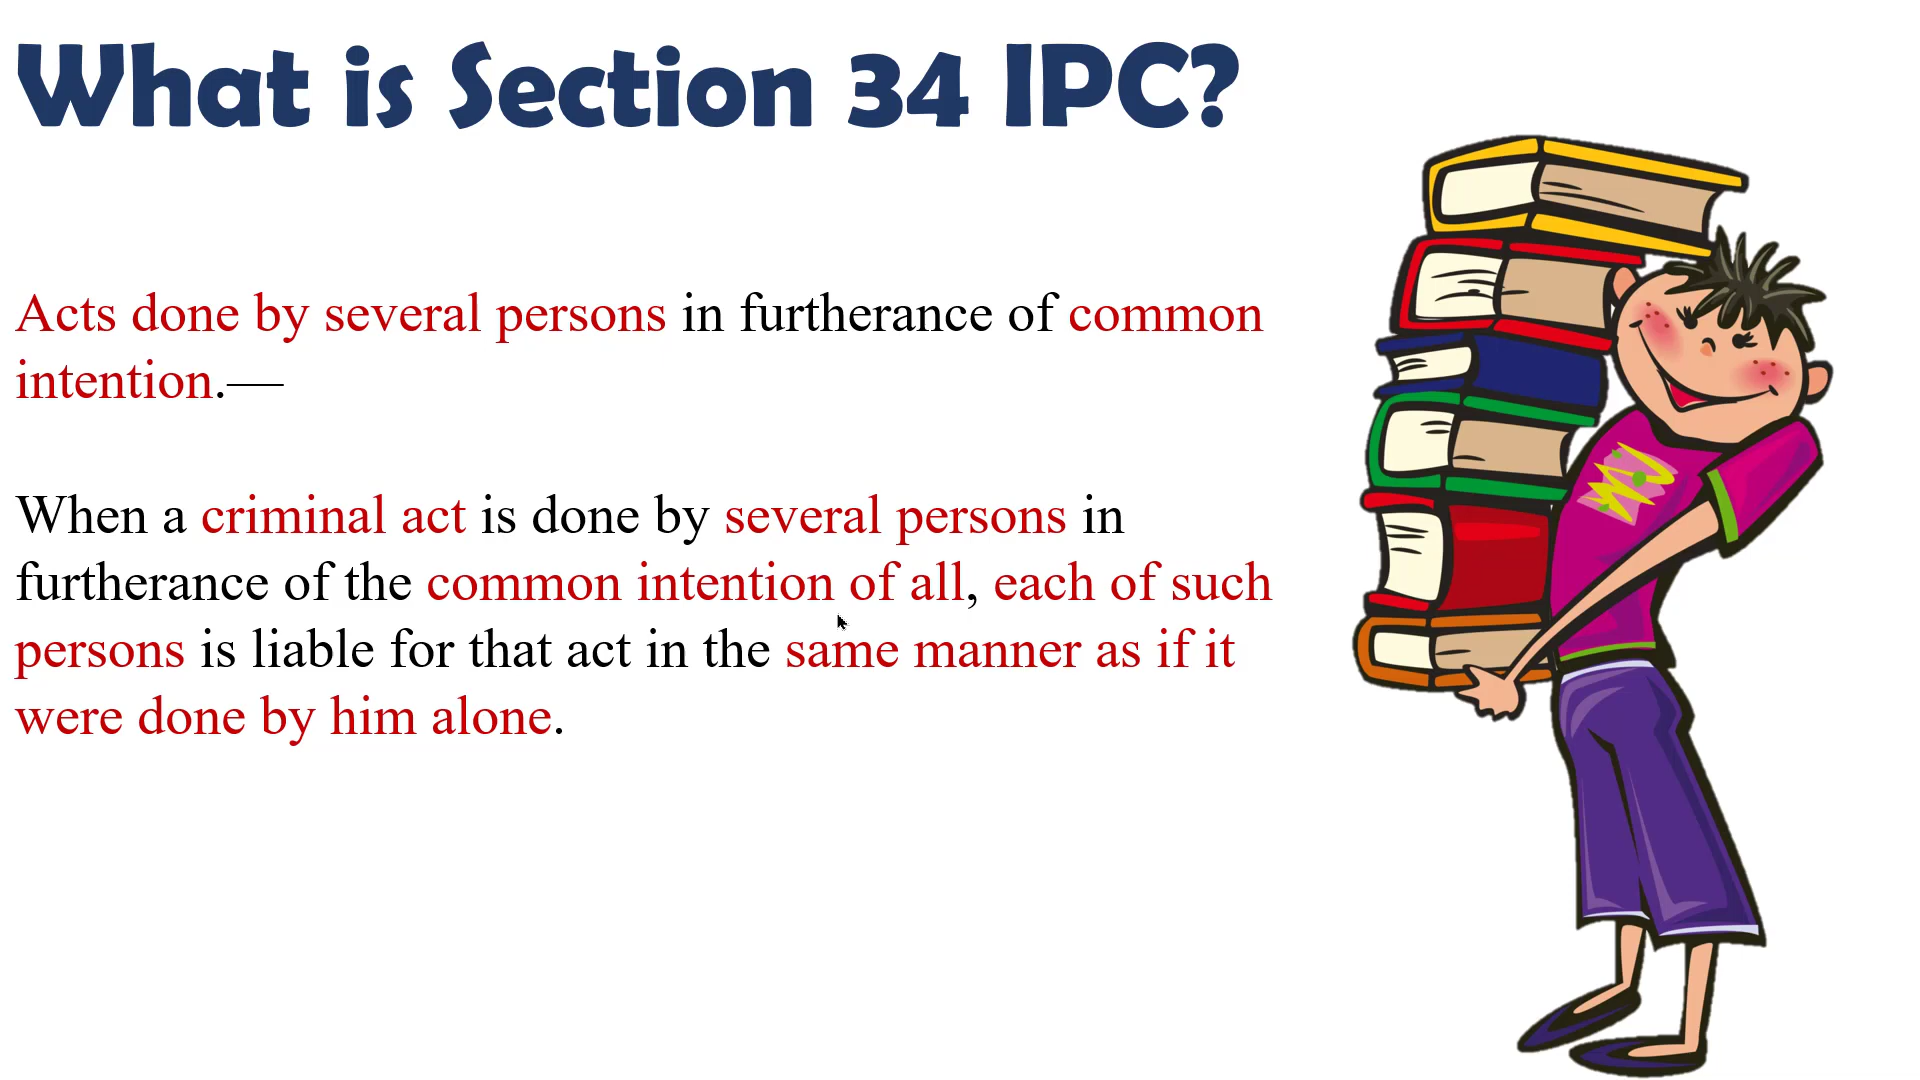 What is Section 34 IPC?
Acts done by several persons in furtherance of common
intention.—
When a criminal act is done by several persons in
furtherance of the common intention of all, each of such
persons is liable for that act in the same manner as if it
were done by him alone.